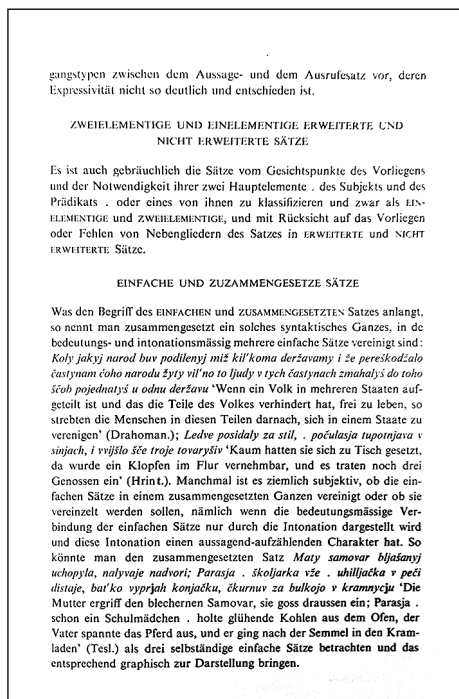 gangstypen zwischen dem Aussage- und dem Ausrufesatz vor, deren
Expressivität nicht so deutlich und entschieden ist.
ZWEIELEMENTIGE UND EINELEMENTIGE ERWEITERTE UND
NICHT ERWEITERTE SÄTZE
Es ist auch gebräuchlich die Sätze vom Gesichtspunkte des Vorliegens
und der Notwendigkeit ihrer zwei Hauptelemente . des Subjekts und des
Prädikats . oder eines von ihnen zu klassifizieren und zwar als EIN-
ELEMENTIGE und ZWEIELEMENTIGE, und mit Rücksicht auf das Vorliegen
oder Fehlen von Nebengliedern des Satzes in ERWEITERTE und NICHT
ERWEITERTE Sätze.
EINFACHE UND ZUZAMMENGESETZE SÄTZE
Was den Begriff des EINFACHEN und ZUSAMMENGESETZTEN Satzes anlangt,
so nennt man zusammengesetzt ein solches syntaktisches Ganzes, in de
bedeutungs- und intonationsmässig mehrere einfache Sätze vereinigt sind:
Koly jakyj narod buv podilenyj miž kil'koma deržavamy i že pereškodžalo
častynam ćoho narodu žyty vil'no to ljudy v tych častynach zmahalyś do toho
ščob pojednatyś u odnu deržavu 'Wenn ein Volk in mehreren Staaten auf-
geteilt ist und das die Teile des Volkes verhindert hat, frei zu leben, so
strebten die Menschen in diesen Teilen darnach, sich in einem Staate zu
verenigen' (Drahoman.); Ledve posidaly za stil, . počulasja tupotnjava v
sinjach, i vvijšlo šče troje tovaryšiv 'Kaum hatten sie sich zu Tisch gesetzt,
da wurde ein Klopfen im Flur vernehmbar, und es traten noch drei
Genossen ein' (Hrint.). Manchmal ist es ziemlich subjektiv, ob die ein-
fachen Sätze in einem zusammengesetzten Ganzen vereinigt oder ob sie
vereinzelt werden sollen, nämlich wenn die bedeutungsmässige Ver-
bindung der einfachen Sätze nur durch die Intonation dargestellt wird
und diese Intonation einen aussagend-aufzählenden Charakter hat. So
könnte man den zusammengesetzten Satz Maty samovar bljašanyj
uchopyla, nalyvaje nadvori; Parasja . školjarka vže . uhilljačka v peči
distaje, bat'ko vyprjah konjačku, čkurnuv za bulkojo v kramnycju 'Die
Mutter ergriff den blechernen Samovar, sie goss draussen ein; Parasja .
schon ein Schulmädchen . holte glühende Kohlen aus dem Ofen, der
Vater spannte das Pferd aus, und er ging nach der Semmel in den Kram-
laden' (Tesl.) als drei selbständige einfache Sätze betrachten und das
entsprechend graphisch zur Darstellung bringen.